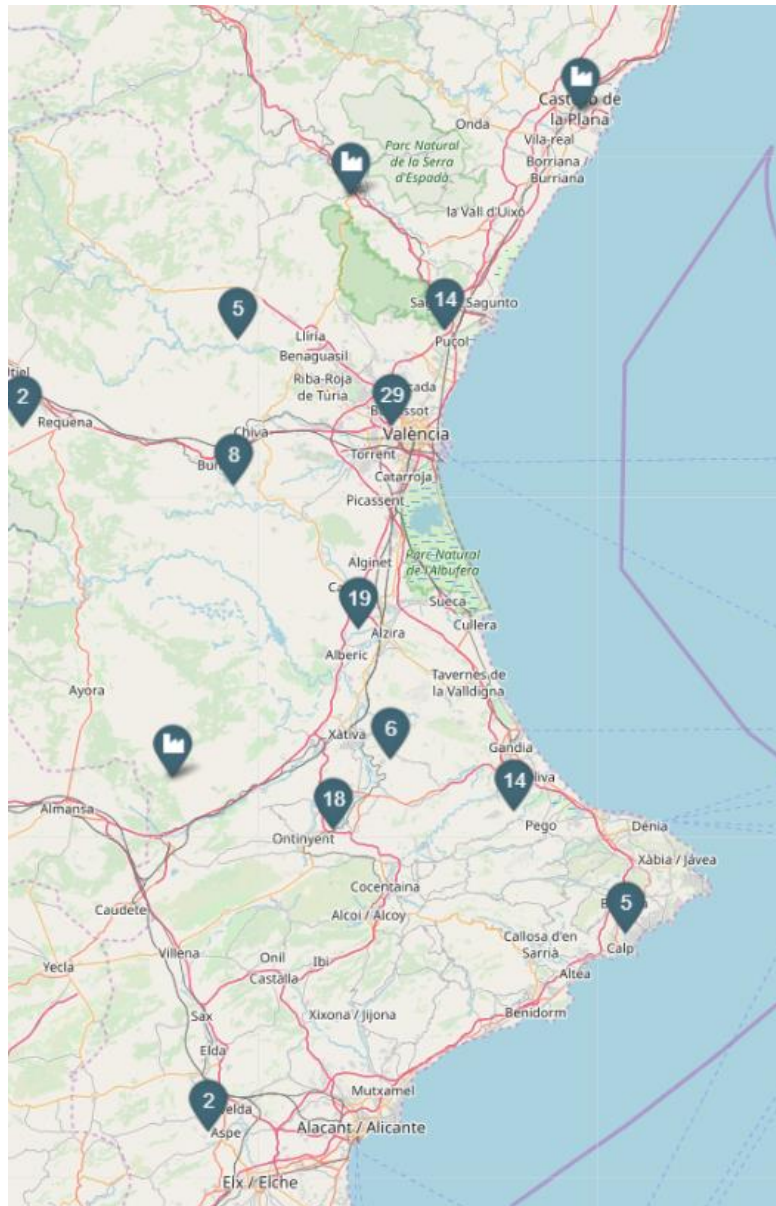 Castelló de
la Plana
Onda
Parc Natural
de la Serra
d'Espadà
Vila-real
Borriana /
Burriana
la Vall d'Uixó
5
14
Sagunto
Puçol
Llíria
Benaguasil
Riba-Roja
de Túria
2
29
Requena
Chiva
València
8
Torrent
Catarroja
Picassent
Alginet
Parc Natural
de l'Albufera
19
Sueca
Cullera
Alzira
Alberic
Ayora
Tavernes de
la Valldigna
6
Xàtiva
Gandia
14
18
Almansa
Ontinyent
Pego
Dénia
Xàbia / Jávea
Cocentaina
Caudete
Alcoi / Alcoy
5
Callosa d'en
Sarrià
Calp
Villena
Onil
Ibi
Yecla
Castalla
Altea
Sax
Xixona / Jijona
Benidorm
Elda
Mutxamel
2
Aspe
Alacant / Alicante
Elx / Elche